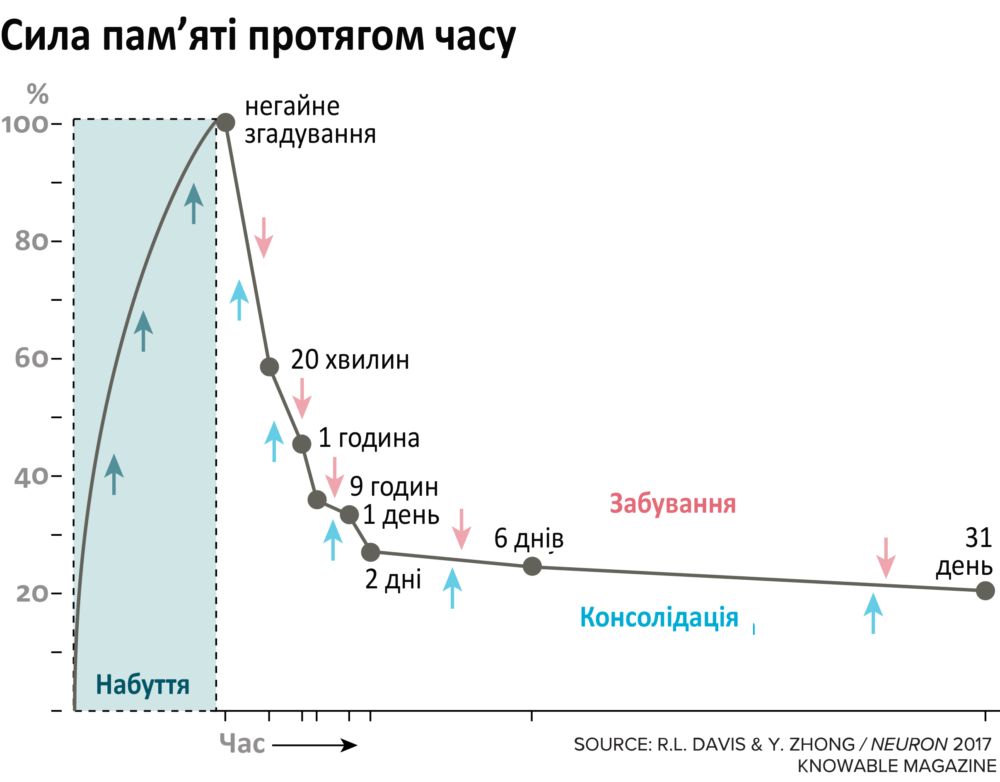 Сила пам’яті протягом часу
%
100
80
60
40
20
негайне
згадування
20 хвилин
1 година
9 годин
1 день
2 дні
6 днів
31
день
Забування
Консолідація
Набуття
Час
SOURCE: R.L. DAVIS & Y. ZHONG / NEURON 2017
KNOWABLE MAGAZINE